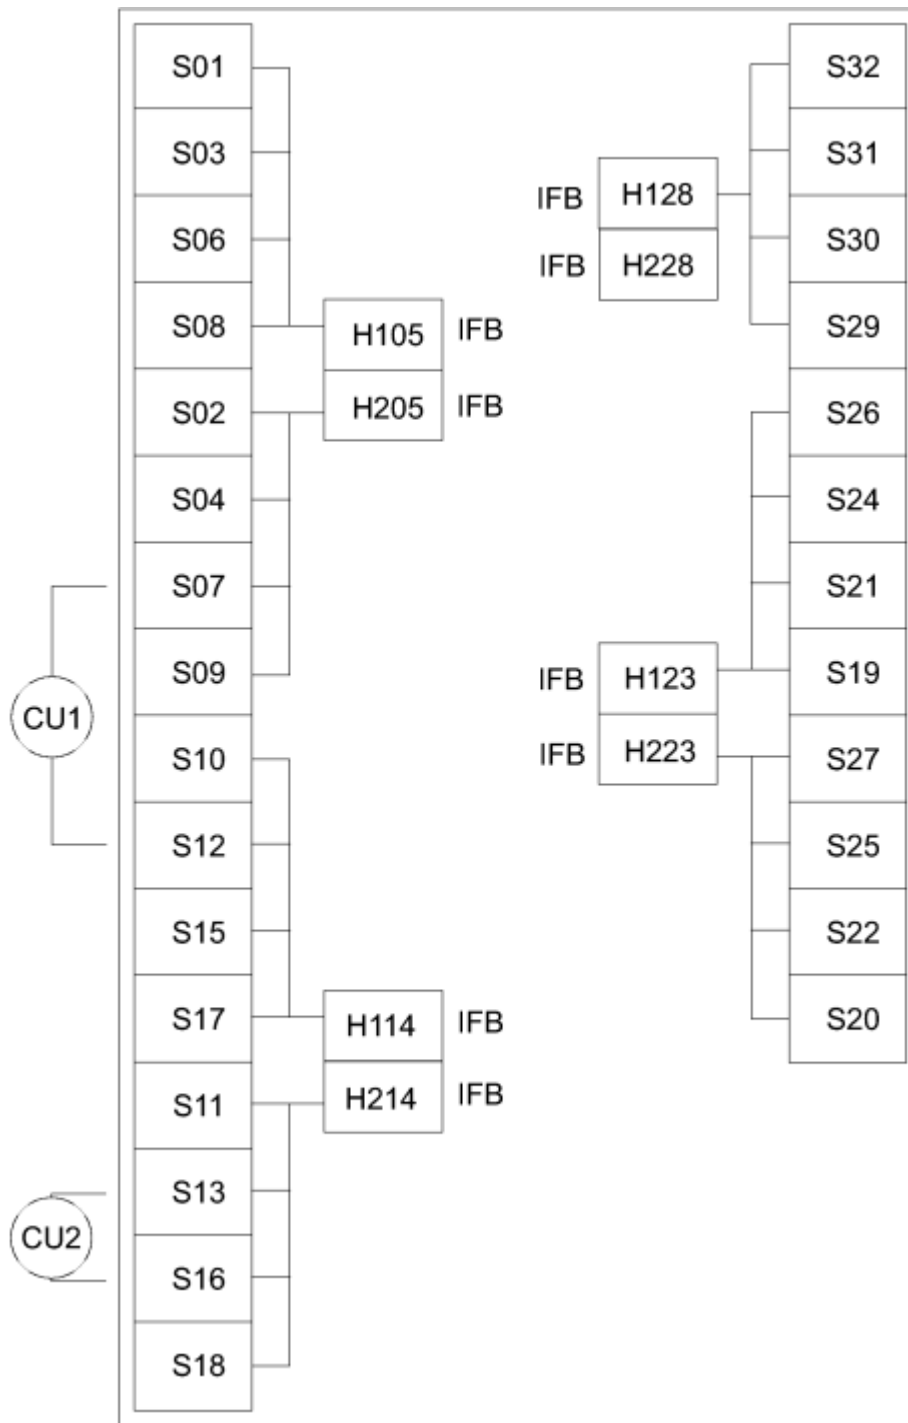 S01
S03
S06
S08
S02
S04
S07
S09
S10
S12
S15
S17
S11
S13
S16
S18
CU1
CU2
H105 IFB
H205 IFB
H114 IFB
H214 IFB
IFB H128
IFB H228
IFB H123
IFB H223
S32
S31
S30
S29
S26
S24
S21
S19
S27
S25
S22
S20